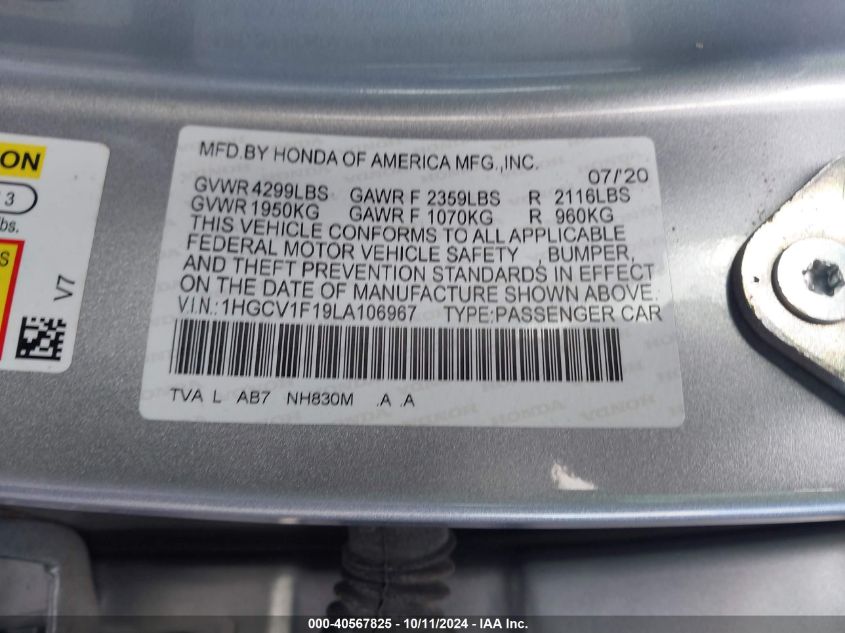 MFD.BY HONDA OF AMERICA MFG.,INC.
07/'20
GVWR 4299LBS GAWR F 2359LBS R 2116LBS
GVWR 1950KG GAWR F 1070KG R 960KG
THIS VEHICLE CONFORMS TO ALL APPLICABLE
FEDERAL MOTOR VEHICLE SAFETY , BUMPER,
AND THEFT PREVENTION STANDARDS IN EFFECT
ON THE DATE OF MANUFACTURE SHOWN ABOVE.
V.I.N.:1HGCV1F19LA106967 TYPE:PASSENGER CAR
TVA L AB7 NH830M .A .A
ON
3
bs.
S
V7
000-40567825 - 10/11/2024 - IAA Inc.